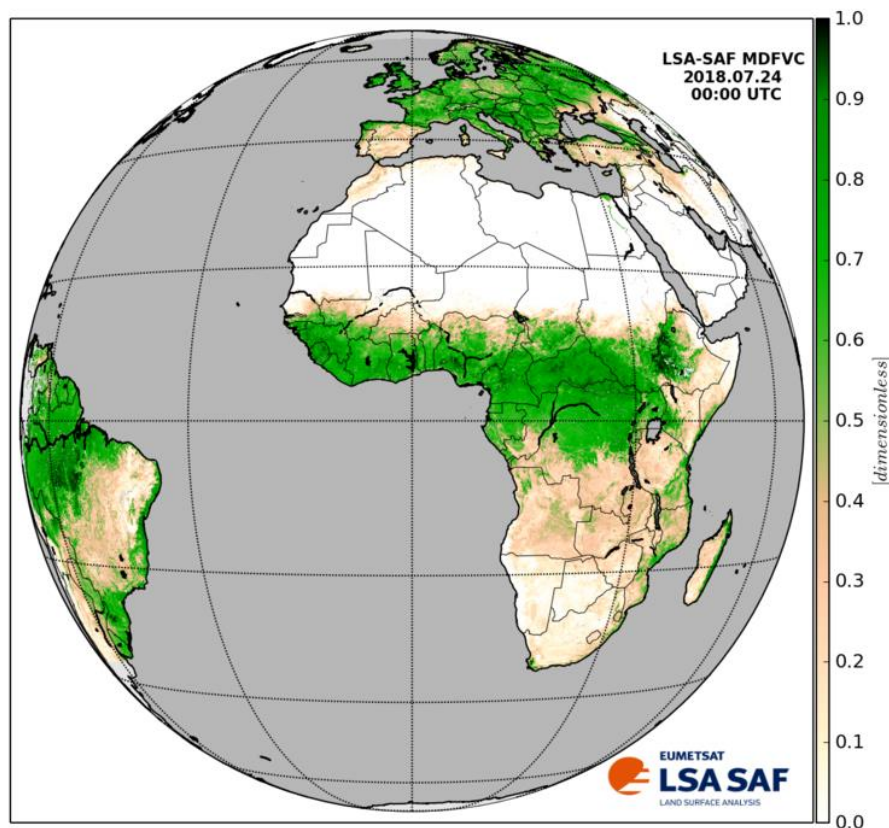 LSA-SAF MDFVC
2018.07.24
00:00 UTC
1.0
0.9
0.8
0.7
0.6
0.5
0.4
0.3
0.2
0.1
0.0
[dimensionless]
EUMETSAT
LSA SAF
LAND SURFACE ANALYSIS